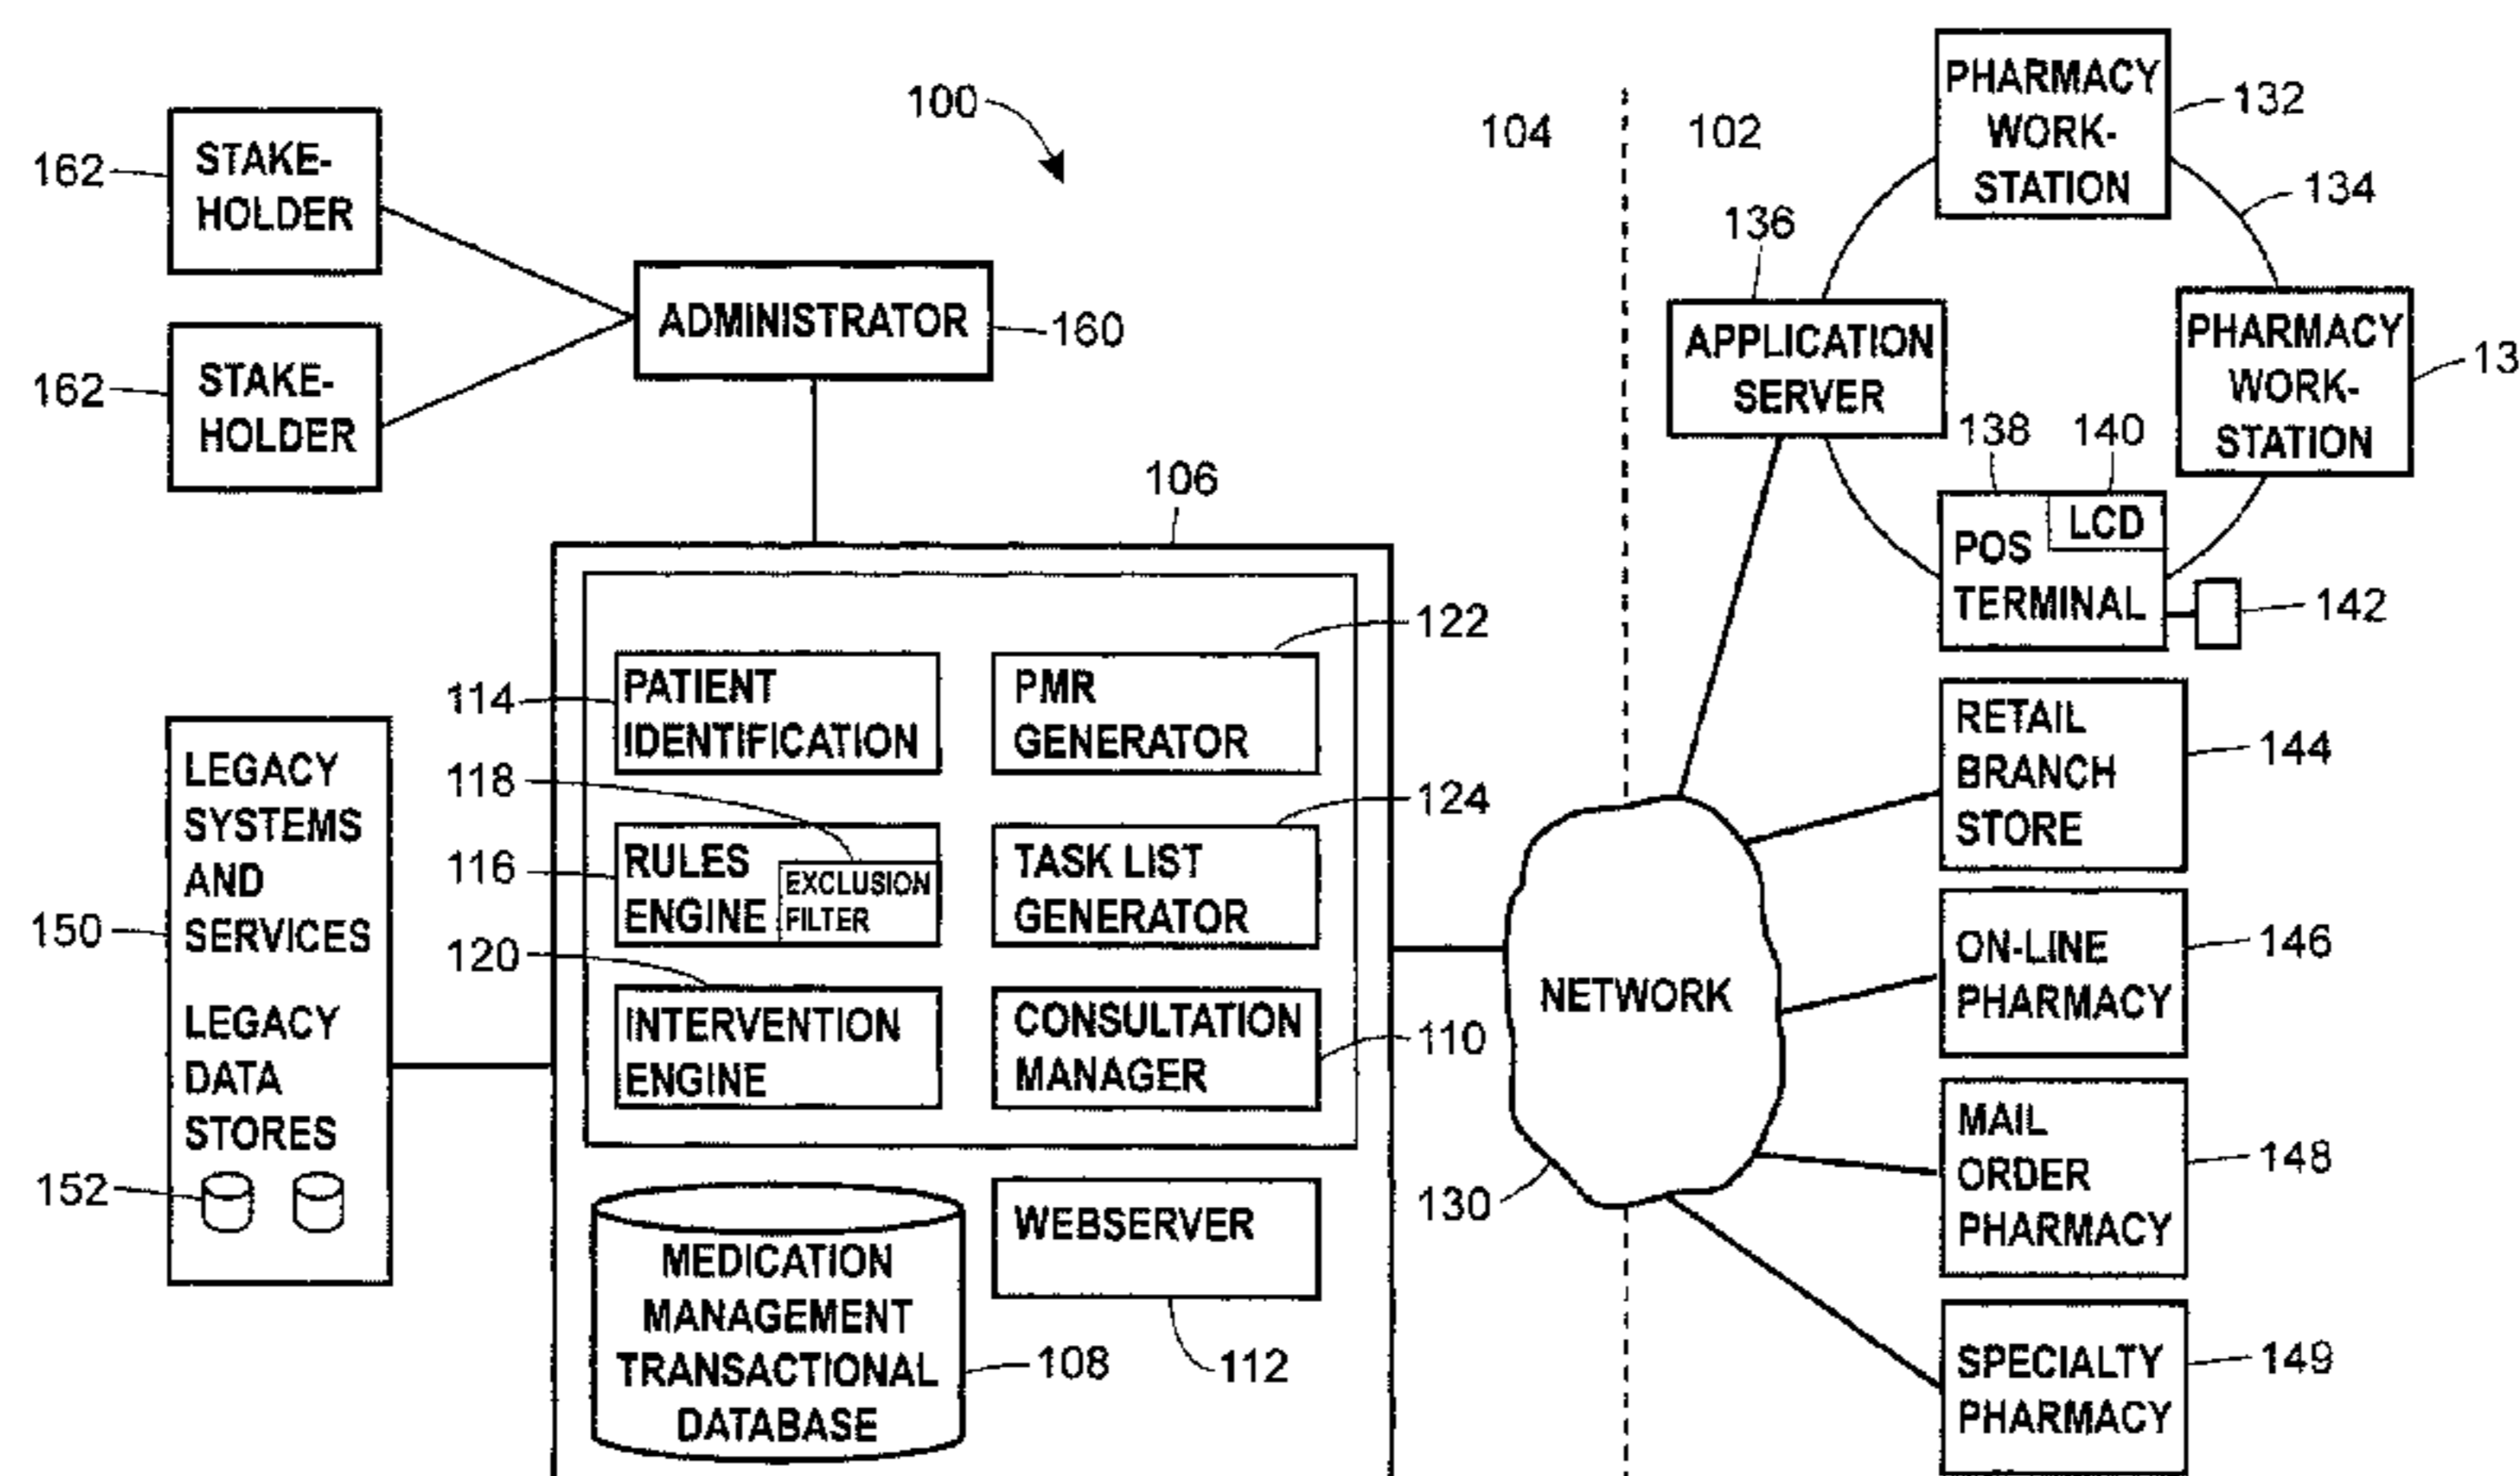 100
104
102
PHARMACY
WORK-
STATION
132
134
136
STAKE-
HOLDER
162
ADMINISTRATOR
160
APPLICATION
SERVER
PHARMACY
WORK-
STATION
13
STAKE-
HOLDER
162
138
140
LCD
POS
TERMINAL
142
106
114
PATIENT
IDENTIFICATION
PMR
GENERATOR
122
118
116
RULES
ENGINE
EXCLUSION
FILTER
TASK LIST
GENERATOR
124
120
INTERVENTION
ENGINE
CONSULTATION
MANAGER
110
LEGACY
SYSTEMS
AND
SERVICES
150
LEGACY
DATA
STORES
152
MEDICATION
MANAGEMENT
TRANSACTIONAL
DATABASE
108
WEBSERVER
112
NETWORK
130
RETAIL
BRANCH
STORE
144
ON-LINE
PHARMACY
146
MAIL
ORDER
PHARMACY
148
SPECIALTY
PHARMACY
149